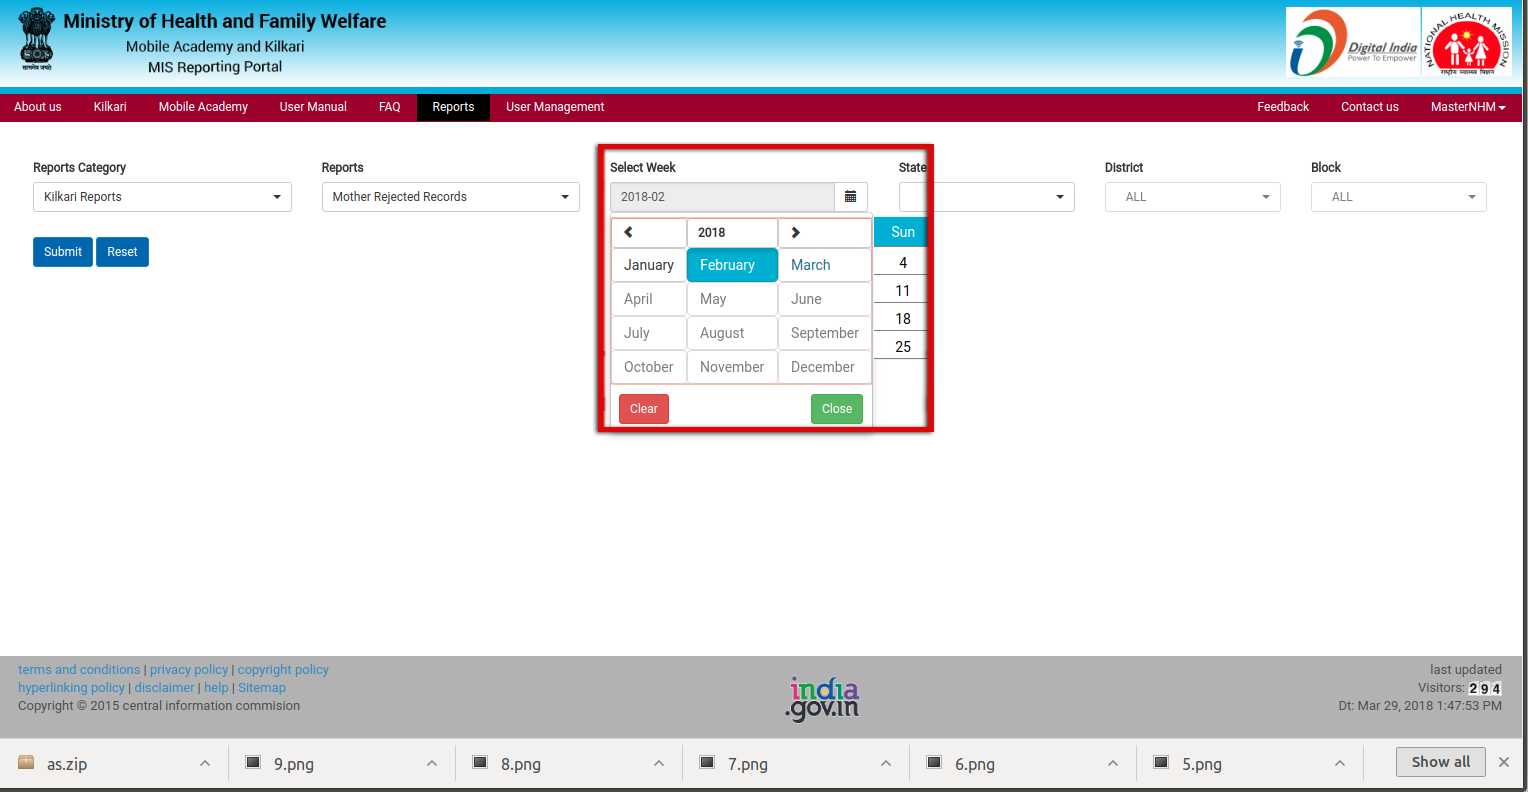 Ministry of Health and Family Welfare
Mobile Academy and Kilkari
MIS Reporting Portal
सत्यमेव जयते
Digital India
Power To Empower
NATIONAL HEALTH MISSION
राष्ट्रीय स्वास्थ्य मिशन
About us Kilkari Mobile Academy User Manual FAQ Reports User Management Feedback Contact us MasterNHM
Reports Category Reports Select Week State District Block
Kilkari Reports Mother Rejected Records 2018-02 ALL ALL
Submit Reset
2018 Sun
January February March 4
April May June 11
July August September 18
October November December 25
Clear Close
terms and conditions | privacy policy | copyright policy
hyperlinking policy | disclaimer | help | Sitemap
Copyright © 2015 central information commision
india
.gov.in
last updated
Visitors: 294
Dt: Mar 29, 2018 1:47:53 PM
as.zip 9.png 8.png 7.png 6.png 5.png Show all